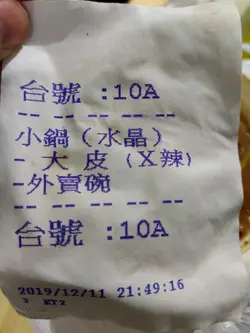 台號 :10A
-- -- -- -- -- -- --
小鍋（水晶）
- 大 皮（X辣）
-外賣碗
-- -- -- -- -- -- --
台號 :10A
2019/12/11 21:49:16
KT2